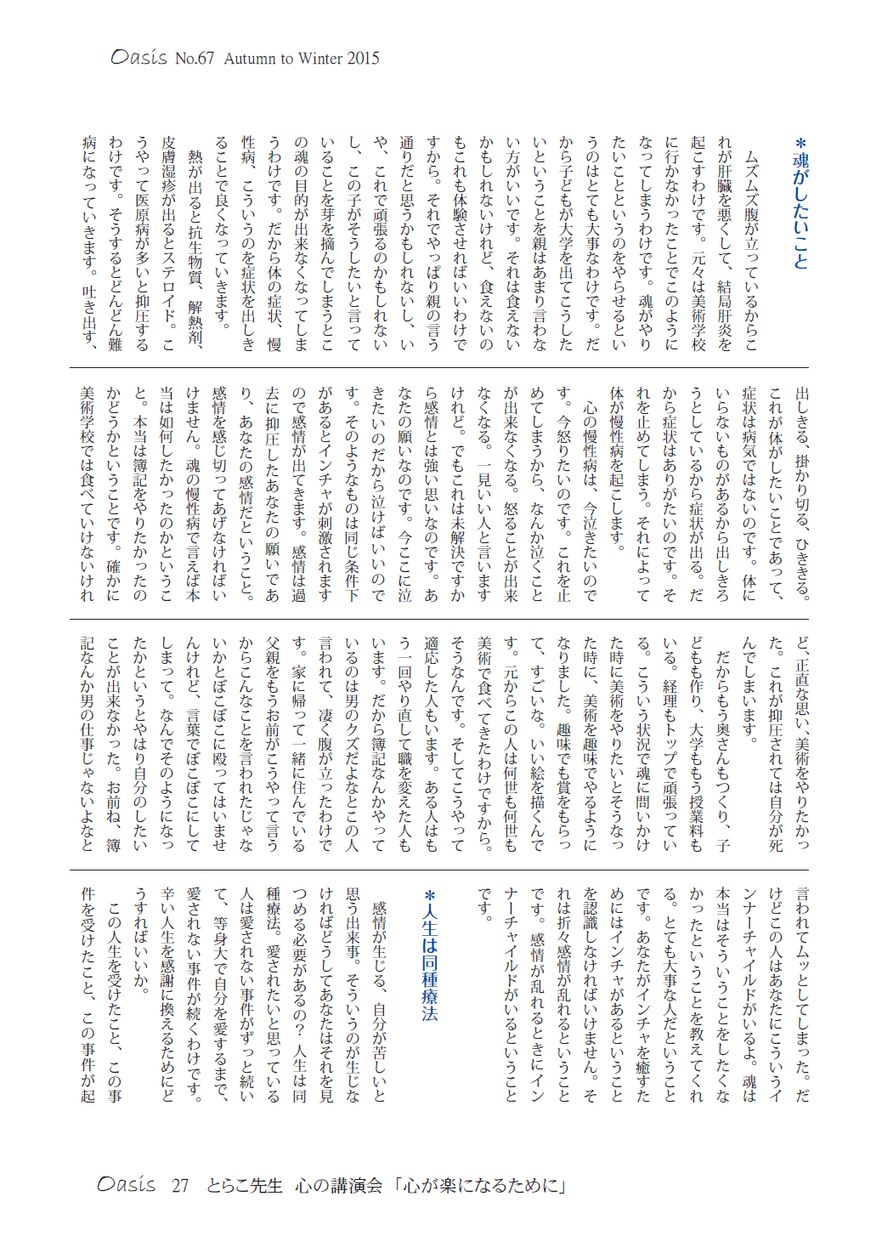 Oasis No.67 Autumn to Winter 2015
＊魂がしたいこと
ムズムズ腹が立っているからこ
れが肝臓を悪くして、結局肝炎を
起こすわけです。元々は美術学校
に行かなかったことでこのように
なってしまうわけです。魂がやり
たいことというのをやらせるとい
うのはとても大事なわけです。だ
から子どもが大学を出てこうした
いということを親はあまり言わな
い方がいいです。それは食えない
かもしれないけれど、食えないの
もこれも体験させればいいわけで
すから。それでやっぱり親の言う
通りだと思うかもしれないし、い
や、これで頑張るのかもしれない
し、この子がそうしたいと言って
いることを芽を摘んでしまうとこ
の魂の目的が出来なくなってしま
うわけです。だから体の症状、慢
性病、こういうのを症状を出しき
ることで良くなっていきます。
熱が出ると抗生物質、解熱剤、
皮膚湿疹が出るとステロイド。こ
うやって医原病が多いと抑圧する
わけです。そうするとどんどん難
病になっていきます。吐き出す、
出しきる、掛かり切る、ひききる。
これが体がしたいことであって、
症状は病気ではないのです。体に
いらないものがあるから出しきろ
うとしているから症状が出る。だ
から症状はありがたいのです。そ
れを止めてしまう。それによって
体が慢性病を起こします。
心の慢性病は、今泣きたいので
す。今怒りたいのです。これを止
めてしまうから、なんか泣くこと
が出来なくなる。怒ることが出来
なくなる。一見いい人と言います
けれど。でもこれは未解決ですか
ら感情とは強い思いなのです。あ
なたの願いなのです。今ここに泣
きたいのだから泣けばいいので
す。そのようなものは同じ条件下
があるとインチャが刺激されます
ので感情が出てきます。感情は過
去に抑圧したあなたの願いであ
り、あなたの感情だということ。
感情を感じ切ってあげなければい
けません。魂の慢性病で言えば本
当は如何したかったのかというこ
と。本当は簿記をやりたかったの
かどうかということです。確かに
美術学校では食べていけないけれ
ど、正直な思い、美術をやりたかっ
た。これが抑圧されては自分が死
んでしまいます。
だからもう奥さんもつくり、子
どもも作り、大学ももう授業料も
いる。経理もトップで頑張ってい
る。こういう状況で魂に問いかけ
た時に美術をやりたいとそうなっ
た時に、美術を趣味でやるように
なりました。趣味でも賞をもらっ
て、すごいな。いい絵を描くんで
す。元からこの人は何世も何世も
美術で食べてきたわけですから。
そうなんです。そしてこうやって
適応した人もいます。ある人はも
う一回やり直して職を変えた人も
います。だから簿記なんかやって
いるのは男のクズだよなとこの人
言われて、凄く腹が立ったわけで
す。家に帰って一緒に住んでいる
父親をもうお前がこうやって言う
からこんなことを言われたじゃな
いかとぼこぼこに殴ってはいませ
んけれど、言葉でぼこぼこにして
しまって。なんでそのようになっ
たかというとやはり自分のしたい
ことが出来なかった。お前ね、簿
記なんか男の仕事じゃないよなと
言われてムッとしてしまった。だ
けどこの人はあなたにこういうイ
ンナーチャイルドがいるよ。魂は
本当はそういうことをしたくな
かったということを教えてくれ
る。とても大事な人だということ
です。あなたがインチャを癒すた
めにはインチャがあるということ
を認識しなければいけません。そ
れは折々感情が乱れるということ
です。感情が乱れるときにイン
ナーチャイルドがいるということ
です。
＊人生は同種療法
感情が生じる、自分が苦しいと
思う出来事。そういうのが生じな
ければどうしてあなたはそれを見
つめる必要があるの？人生は同
種療法。愛されたいと思っている
人は愛されない事件がずっと続い
て、等身大で自分を愛するまで、
愛されない事件が続くわけです。
辛い人生を感謝に換えるためにど
うすればいいか。
この人生を受けたこと、この事
件を受けたこと、この事件が起
Oasis 27 とらこ先生 心の講演会「心が楽になるために」